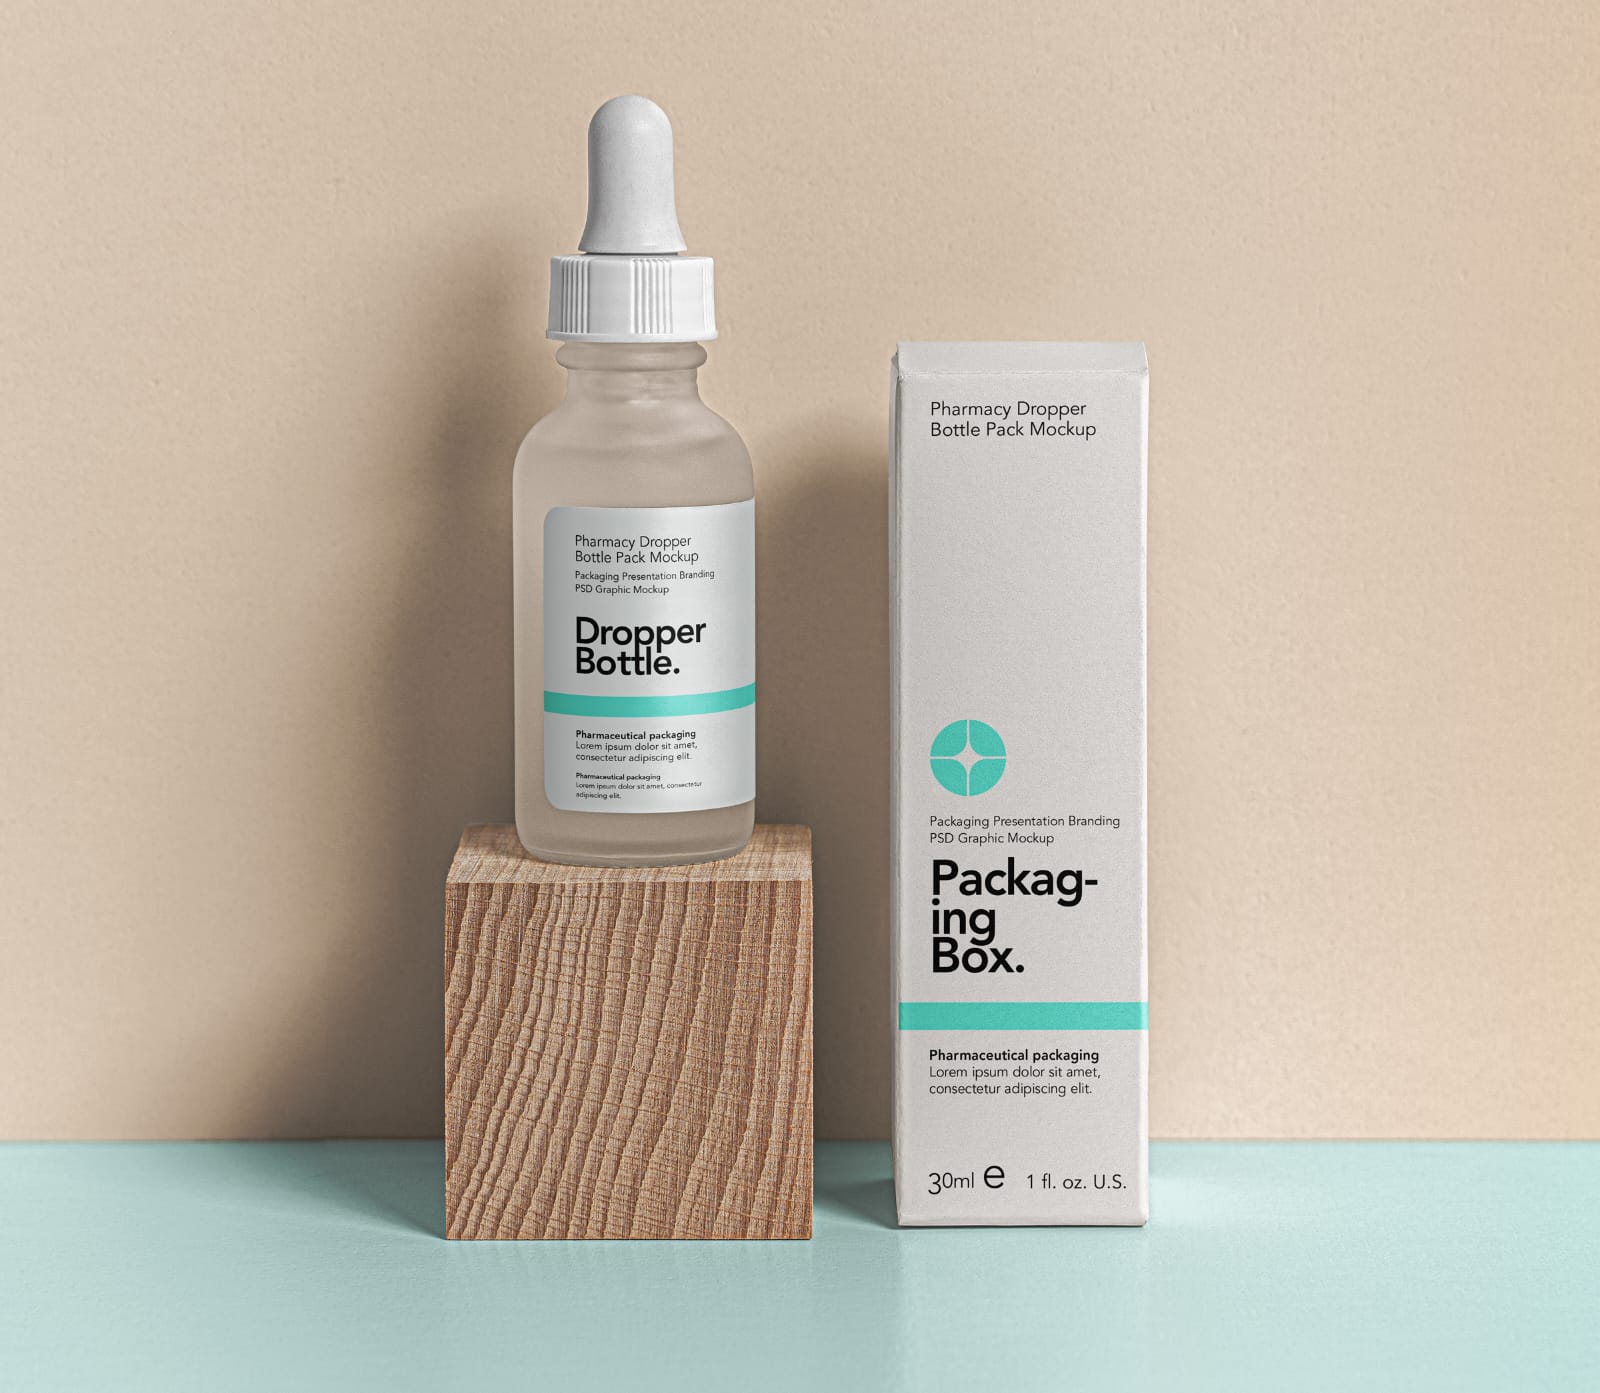 Pharmacy Dropper
Bottle Pack Mockup
Packaging Presentation Branding
PSD Graphic Mockup
Dropper
Bottle.
Pharmaceutical packaging
Lorem ipsum dolor sit amet,
consectetur adipiscing elit.
Pharmaceutical packaging
Lorem ipsum dolor sit amet, consectetur
adipiscing elit.
Pharmacy Dropper
Bottle Pack Mockup
Packaging Presentation Branding
PSD Graphic Mockup
Packag-
ing
Box.
Pharmaceutical packaging
Lorem ipsum dolor sit amet,
consectetur adipiscing elit.
30ml e 1 fl. oz. U.S.